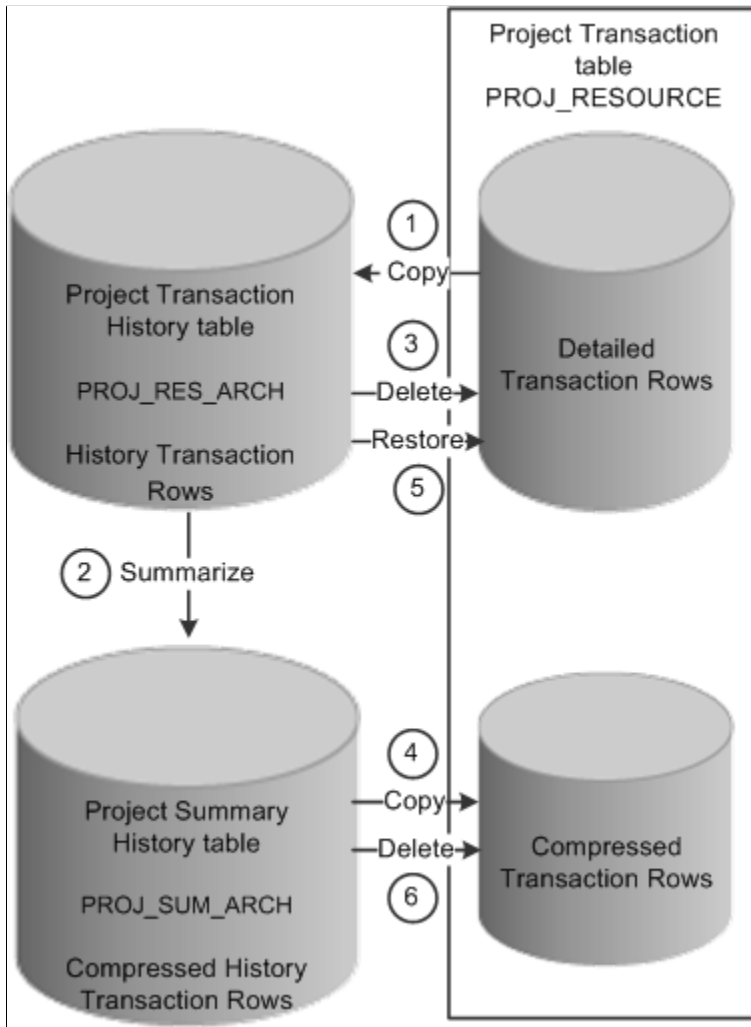 Project Transaction
table
PROJ_RESOURCE
1
Copy
Project Transaction
History table
PROJ_RES_ARCH
History Transaction
Rows
3
Delete
Restore
5
Detailed
Transaction Rows
2
Summarize
4
Copy
Delete
6
Project Summary
History table
PROJ_SUM_ARCH
Compressed History
Transaction Rows
Compressed
Transaction Rows